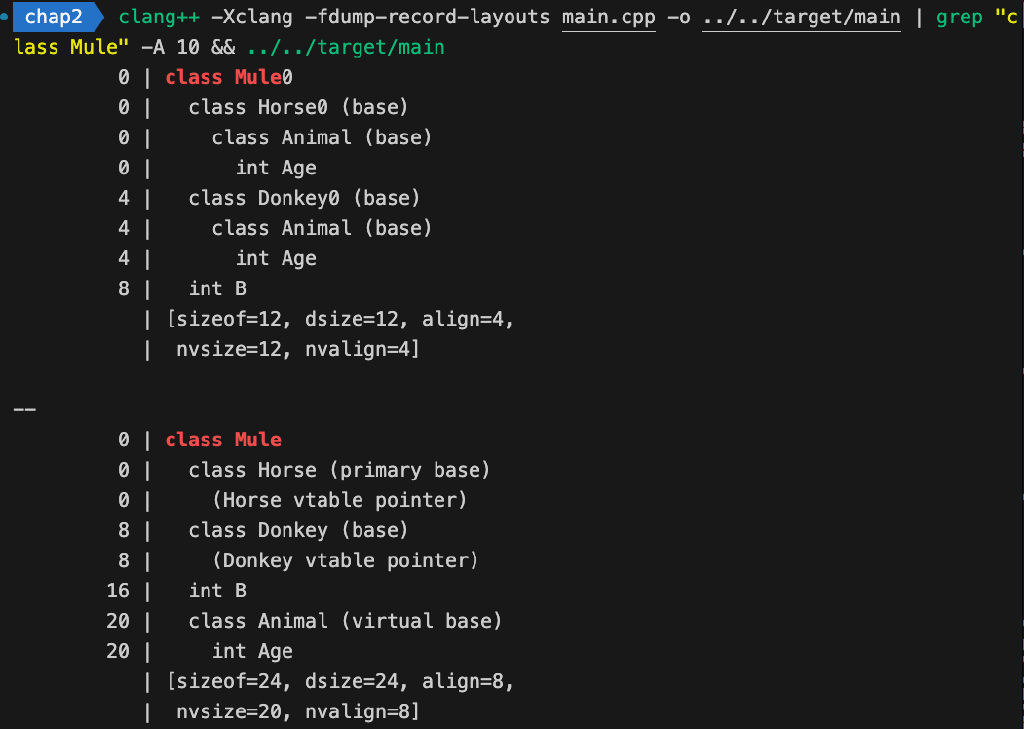 chap2 clang++ -Xclang -fdump-record-layouts main.cpp -o ../../target/main | grep "c
lass Mule" -A 10 && ../../target/main
0 | class Mule0
0 |   class Horse0 (base)
0 |     class Animal (base)
0 |       int Age
4 |   class Donkey0 (base)
4 |     class Animal (base)
4 |       int Age
8 |   int B
| [sizeof=12, dsize=12, align=4,
|  nvsize=12, nvalign=4]
--
0 | class Mule
0 |   class Horse (primary base)
0 |     (Horse vtable pointer)
8 |   class Donkey (base)
8 |     (Donkey vtable pointer)
16 |   int B
20 |   class Animal (virtual base)
20 |     int Age
| [sizeof=24, dsize=24, align=8,
|  nvsize=20, nvalign=8]